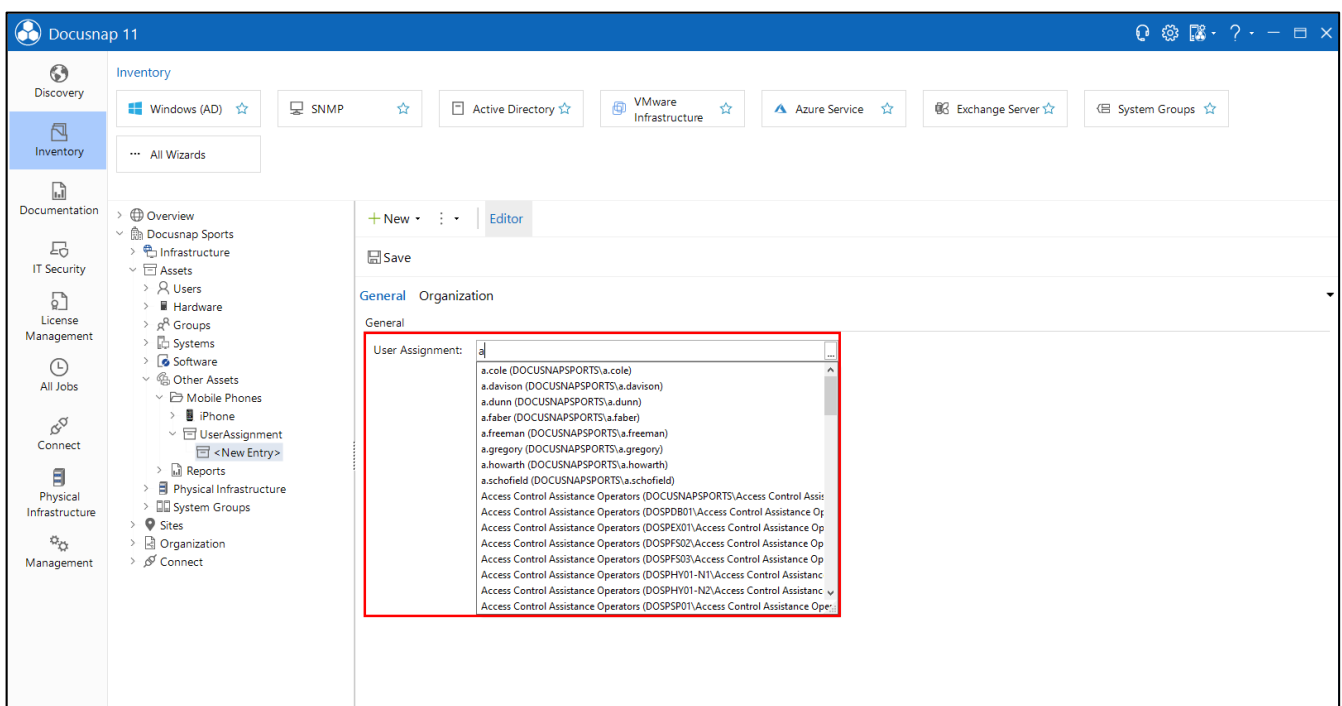 Docusnap 11
Discovery
Inventory
Documentation
IT Security
License
Management
All Jobs
Connect
Physical
Infrastructure
Management
Inventory
Windows (AD)
SNMP
Active Directory
VMware
Infrastructure
Azure Service
Exchange Server
System Groups
All Wizards
Overview
Docusnap Sports
Infrastructure
Assets
Users
Hardware
Groups
Systems
Software
Other Assets
Mobile Phones
iPhone
UserAssignment
<New Entry>
Reports
Physical Infrastructure
System Groups
Sites
Organization
Connect
New
Editor
Save
General Organization
General
User Assignment: a
...
a.cole (DOCUSNAPSPORTS\a.cole)
a.davison (DOCUSNAPSPORTS\a.davison)
a.dunn (DOCUSNAPSPORTS\a.dunn)
a.faber (DOCUSNAPSPORTS\a.faber)
a.freeman (DOCUSNAPSPORTS\a.freeman)
a.gregory (DOCUSNAPSPORTS\a.gregory)
a.howarth (DOCUSNAPSPORTS\a.howarth)
a.schofield (DOCUSNAPSPORTS\a.schofield)
Access Control Assistance Operators (DOCUSNAPSPORTS\Access Control Assis
Access Control Assistance Operators (DOSPDB01\Access Control Assistance Op
Access Control Assistance Operators (DOSPEX01\Access Control Assistance Op
Access Control Assistance Operators (DOSPFS02\Access Control Assistance Op
Access Control Assistance Operators (DOSPFS03\Access Control Assistance Op
Access Control Assistance Operators (DOSPHY01-N1\Access Control Assistanc
Access Control Assistance Operators (DOSPHY01-N2\Access Control Assistanc
Access Control Assistance Operators (DOSPSP01\Access Control Assistance Ope